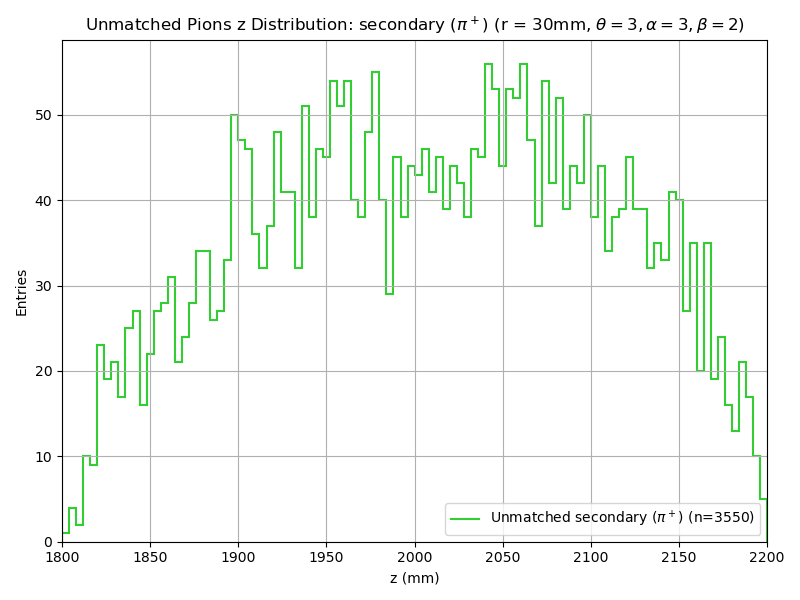 Unmatched Pions z Distribution: secondary (π⁺) (r = 30mm, θ = 3, α = 3, β = 2)
Entries
50
40
30
20
10
0
1800 1850 1900 1950 2000 2050 2100 2150 2200
z (mm)
Unmatched secondary (π⁺) (n=3550)